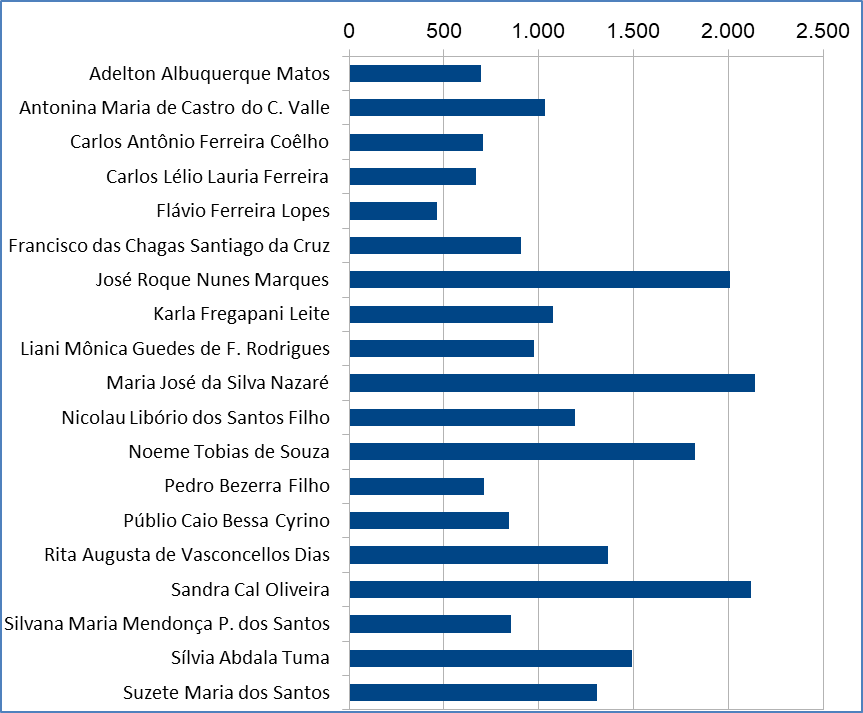 0 500 1.000 1.500 2.000 2.500
Adelton Albuquerque Matos
Antonina Maria de Castro do C. Valle
Carlos Antônio Ferreira Coêlho
Carlos Lélio Lauria Ferreira
Flávio Ferreira Lopes
Francisco das Chagas Santiago da Cruz
José Roque Nunes Marques
Karla Fregapani Leite
Liani Mônica Guedes de F. Rodrigues
Maria José da Silva Nazaré
Nicolau Libório dos Santos Filho
Noeme Tobias de Souza
Pedro Bezerra Filho
Públio Caio Bessa Cyrino
Rita Augusta de Vasconcellos Dias
Sandra Cal Oliveira
Silvana Maria Mendonça P. dos Santos
Sílvia Abdala Tuma
Suzete Maria dos Santos